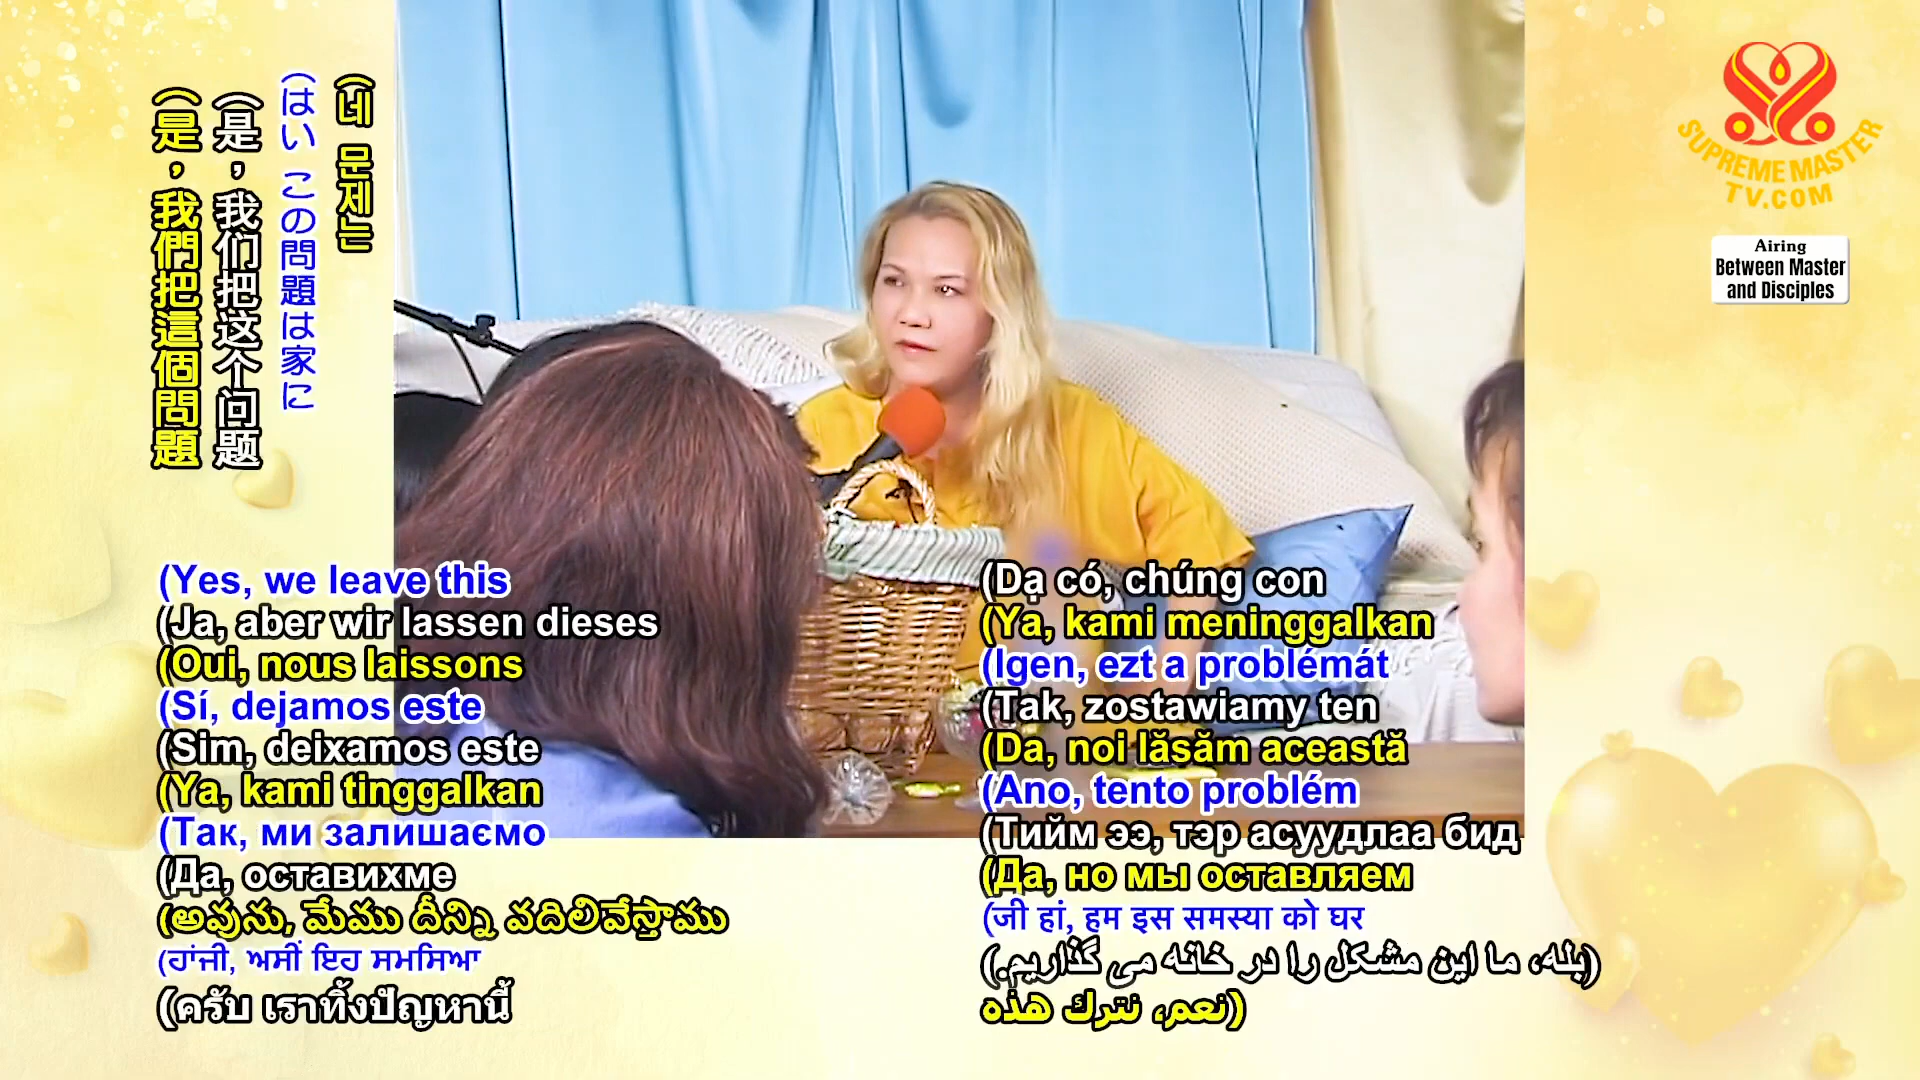 (네 문제는
(はい この問題は家に
(是，我们把这个问题
(是，我們把這個問題
SUPREME MASTER
TV.COM
Airing
Between Master
and Disciples
(Yes, we leave this
(Ja, aber wir lassen dieses
(Oui, nous laissons
(Sí, dejamos este
(Sim, deixamos este
(Ya, kami tinggalkan
(Так, ми залишаємо
(Да, оставихме
(అవును, మేము దీన్ని వదిలివేస్తాము
(ਹਾਂਜੀ, ਅਸੀਂ ਇਹ ਸਮਸਿਆ
(ครับ เราทิ้งปัญหานี้
(Dạ có, chúng con
(Ya, kami meninggalkan
(Igen, ezt a problémát
(Tak, zostawiamy ten
(Da, noi lăsăm această
(Ano, tento problém
(Тийм ээ, тэр асуудлаа бид
(Да, но мы оставляем
(जी हां, हम इस समस्या को घर
(بله، ما این مشکل را در خانه می گذاریم.)
(نعم، نترك هذه